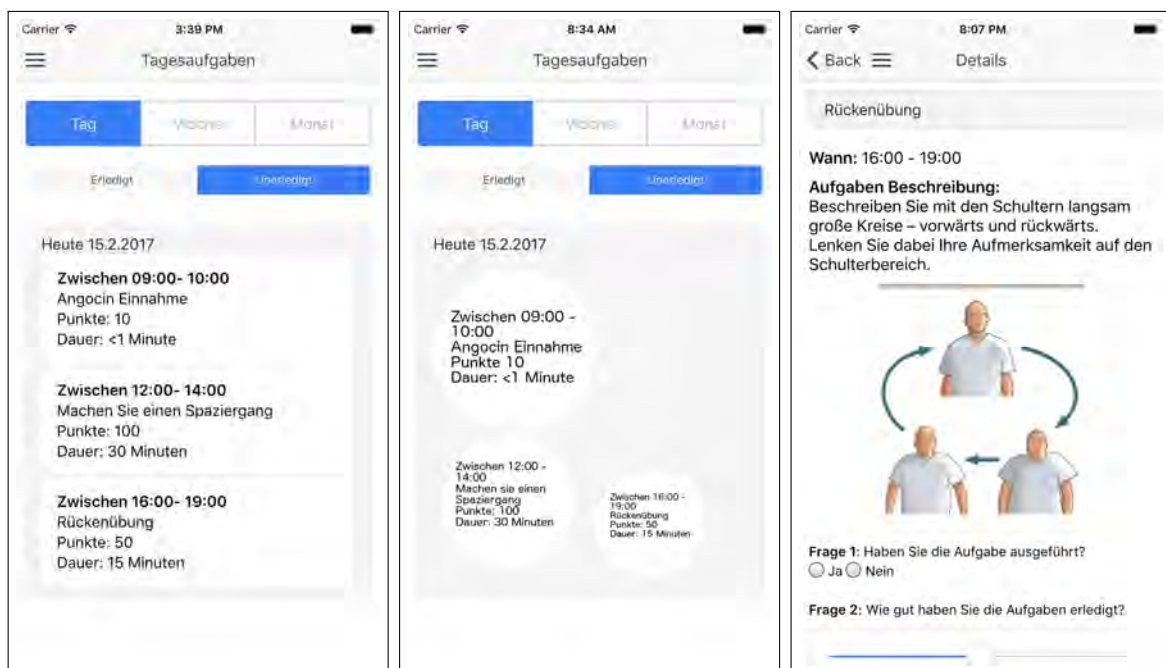 Carrier
3:39 PM
Tagesaufgaben
Tag
Woche
Monat
Erledigt
Unerledigt
Heute 15.2.2017
Zwischen 09:00- 10:00
Angocin Einnahme
Punkte: 10
Dauer: <1 Minute
Zwischen 12:00- 14:00
Machen Sie einen Spaziergang
Punkte: 100
Dauer: 30 Minuten
Zwischen 16:00- 19:00
Rückenübung
Punkte: 50
Dauer: 15 Minuten
Carrier
8:34 AM
Tagesaufgaben
Tag
Woche
Monat
Erledigt
Unerledigt
Heute 15.2.2017
Zwischen 09:00 -
10:00
Angocin Einnahme
Punkte 10
Dauer: <1 Minute
Zwischen 12:00 -
14:00
Machen sie einen
Spaziergang
Punkte: 100
Dauer: 30 Minuten
Zwischen 16:00 -
19:00
Rückenübung
Punkte: 50
Dauer: 15 Minuten
Carrier
8:07 PM
Back
Details
Rückenübung
Wann: 16:00 - 19:00
Aufgaben Beschreibung:
Beschreiben Sie mit den Schultern langsam
große Kreise – vorwärts und rückwärts.
Lenken Sie dabei Ihre Aufmerksamkeit auf den
Schulterbereich.
Frage 1: Haben Sie die Aufgabe ausgeführt?
Ja Nein
Frage 2: Wie gut haben Sie die Aufgaben erledigt?